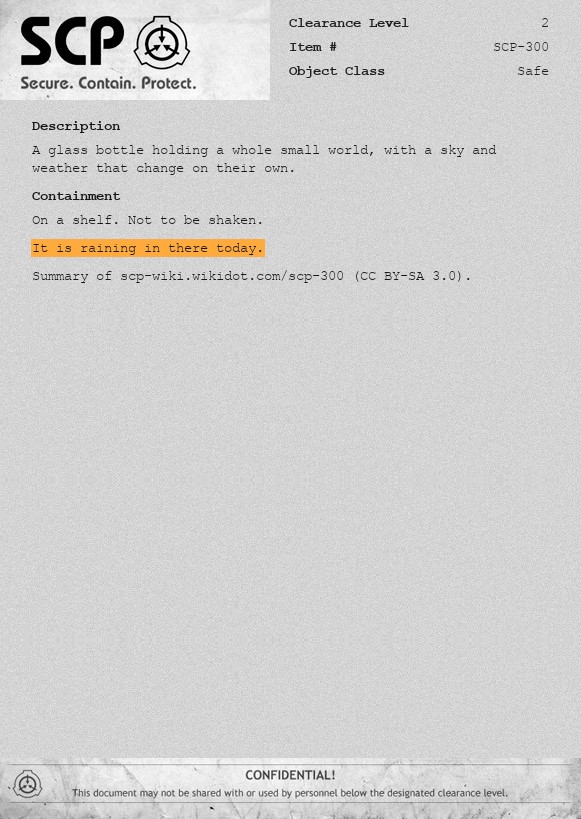 SCP
Secure. Contain. Protect.
Clearance Level 2
Item # SCP-300
Object Class Safe
Description
A glass bottle holding a whole small world, with a sky and
weather that change on their own.
Containment
On a shelf. Not to be shaken.
It is raining in there today.
Summary of scp-wiki.wikidot.com/scp-300 (CC BY-SA 3.0).
CONFIDENTIAL!
This document may not be shared with or used by personnel below the designated clearance level.